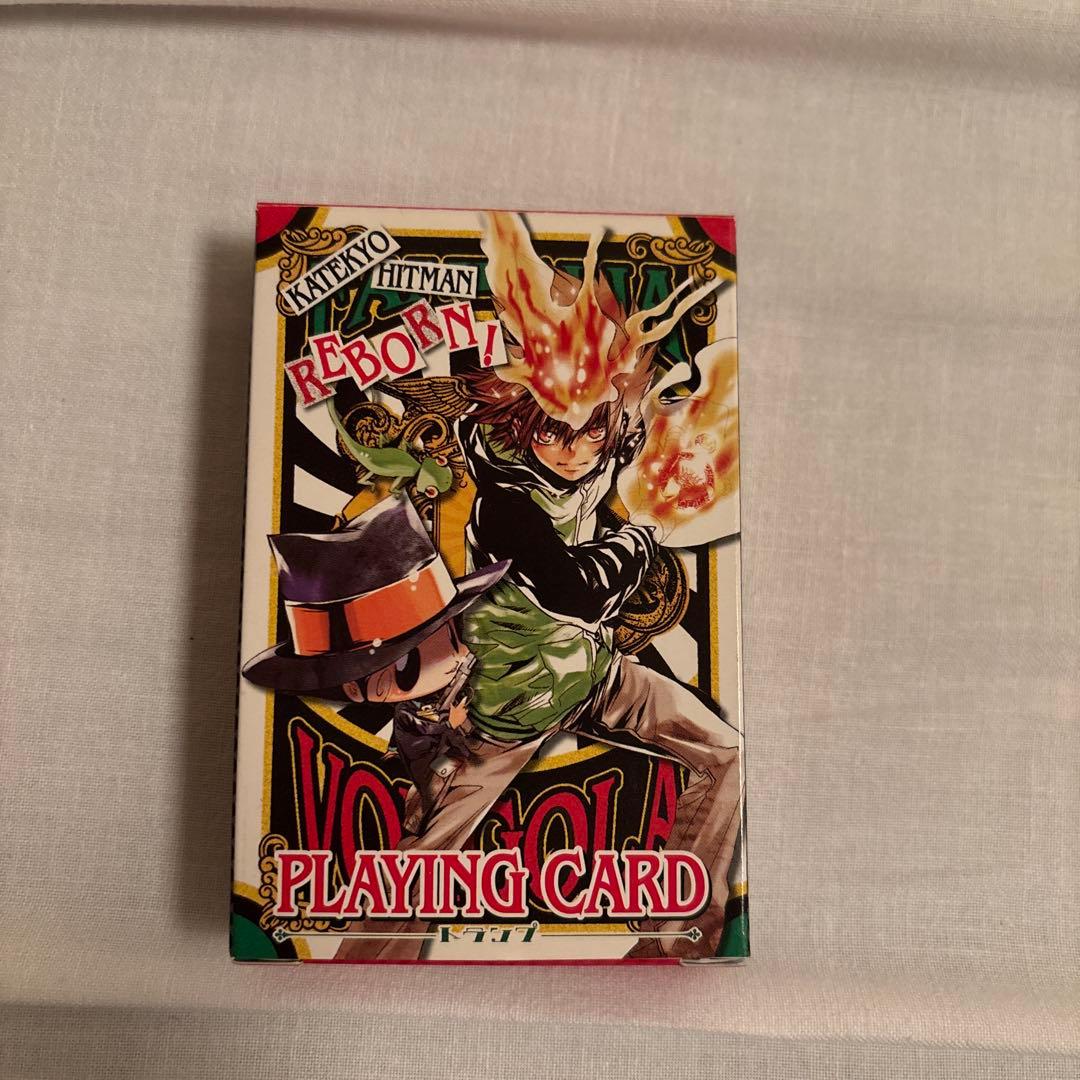 KATEKYO
HITMAN
REBORN!
PLAYING CARD
トランプ